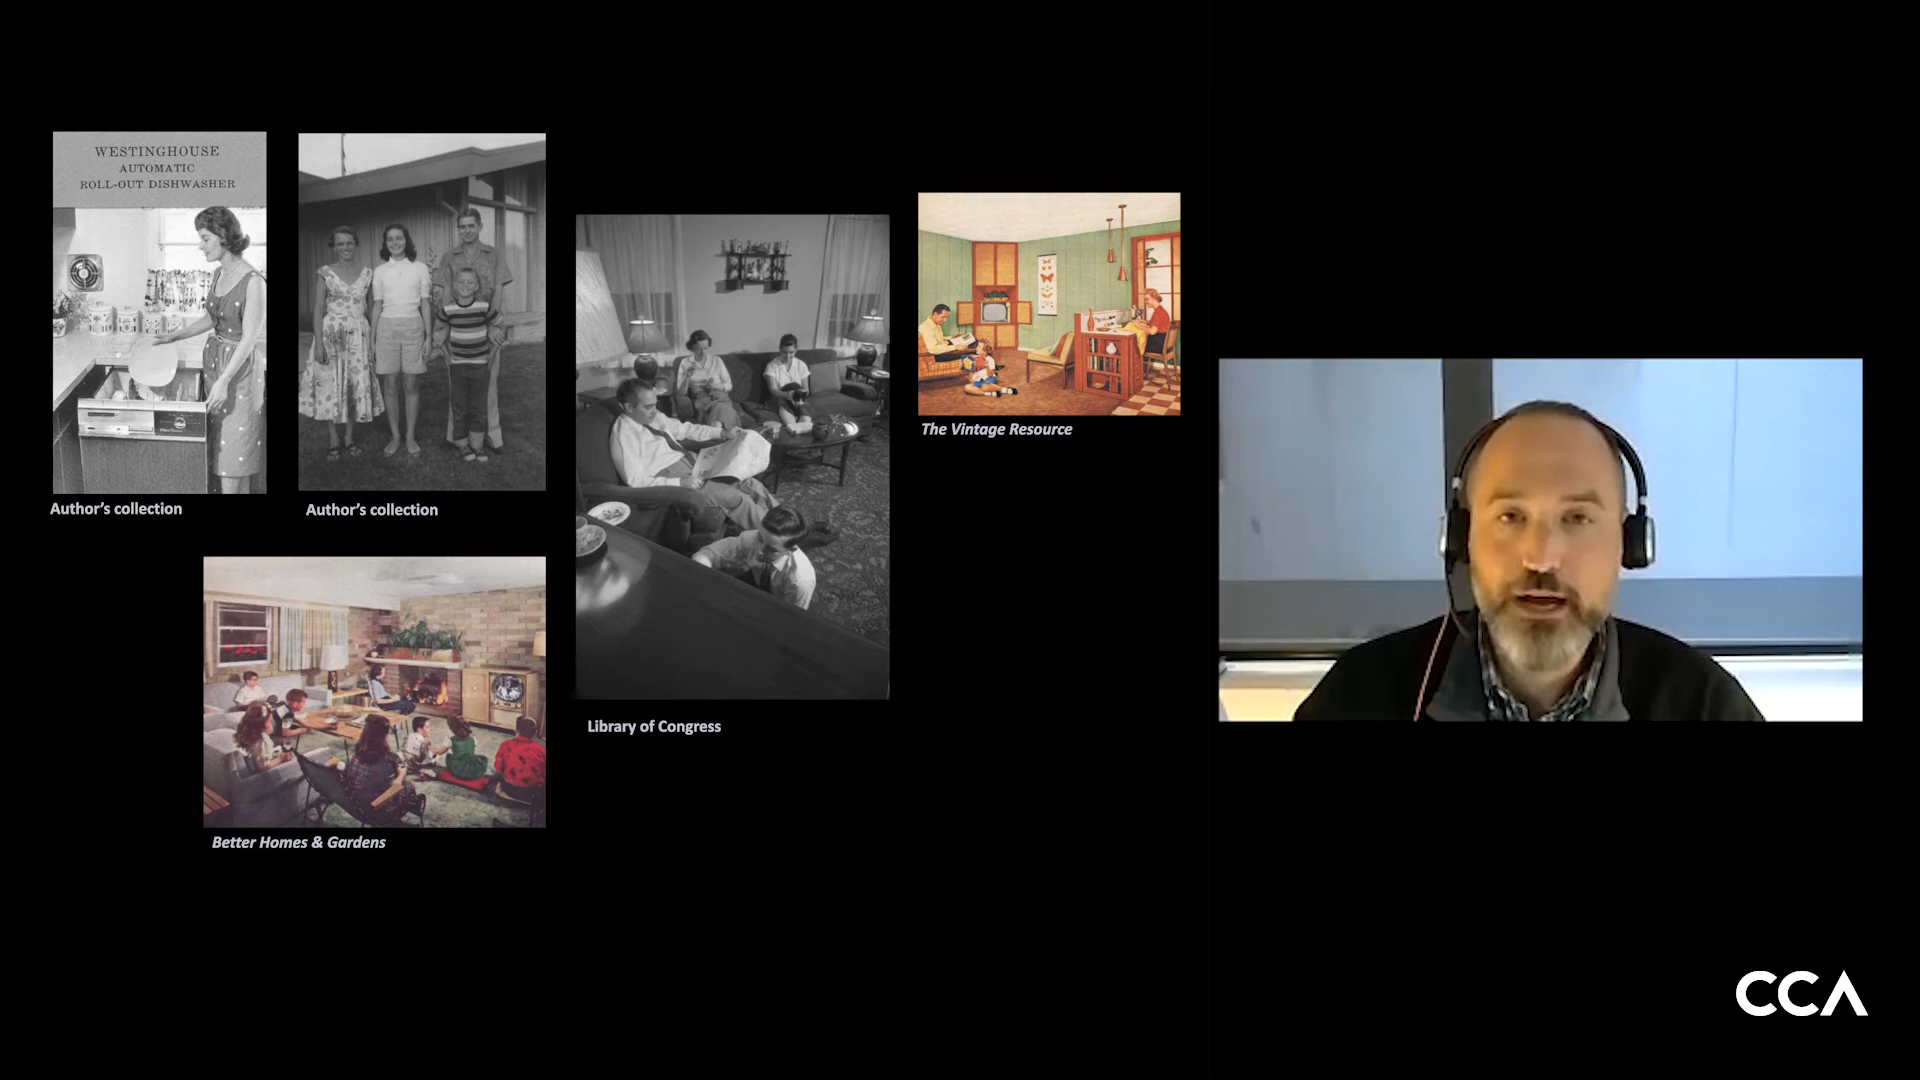 WESTINGHOUSE
AUTOMATIC
ROLL-OUT DISHWASHER
Author's collection
Author's collection
Better Homes & Gardens
Library of Congress
The Vintage Resource
CCA